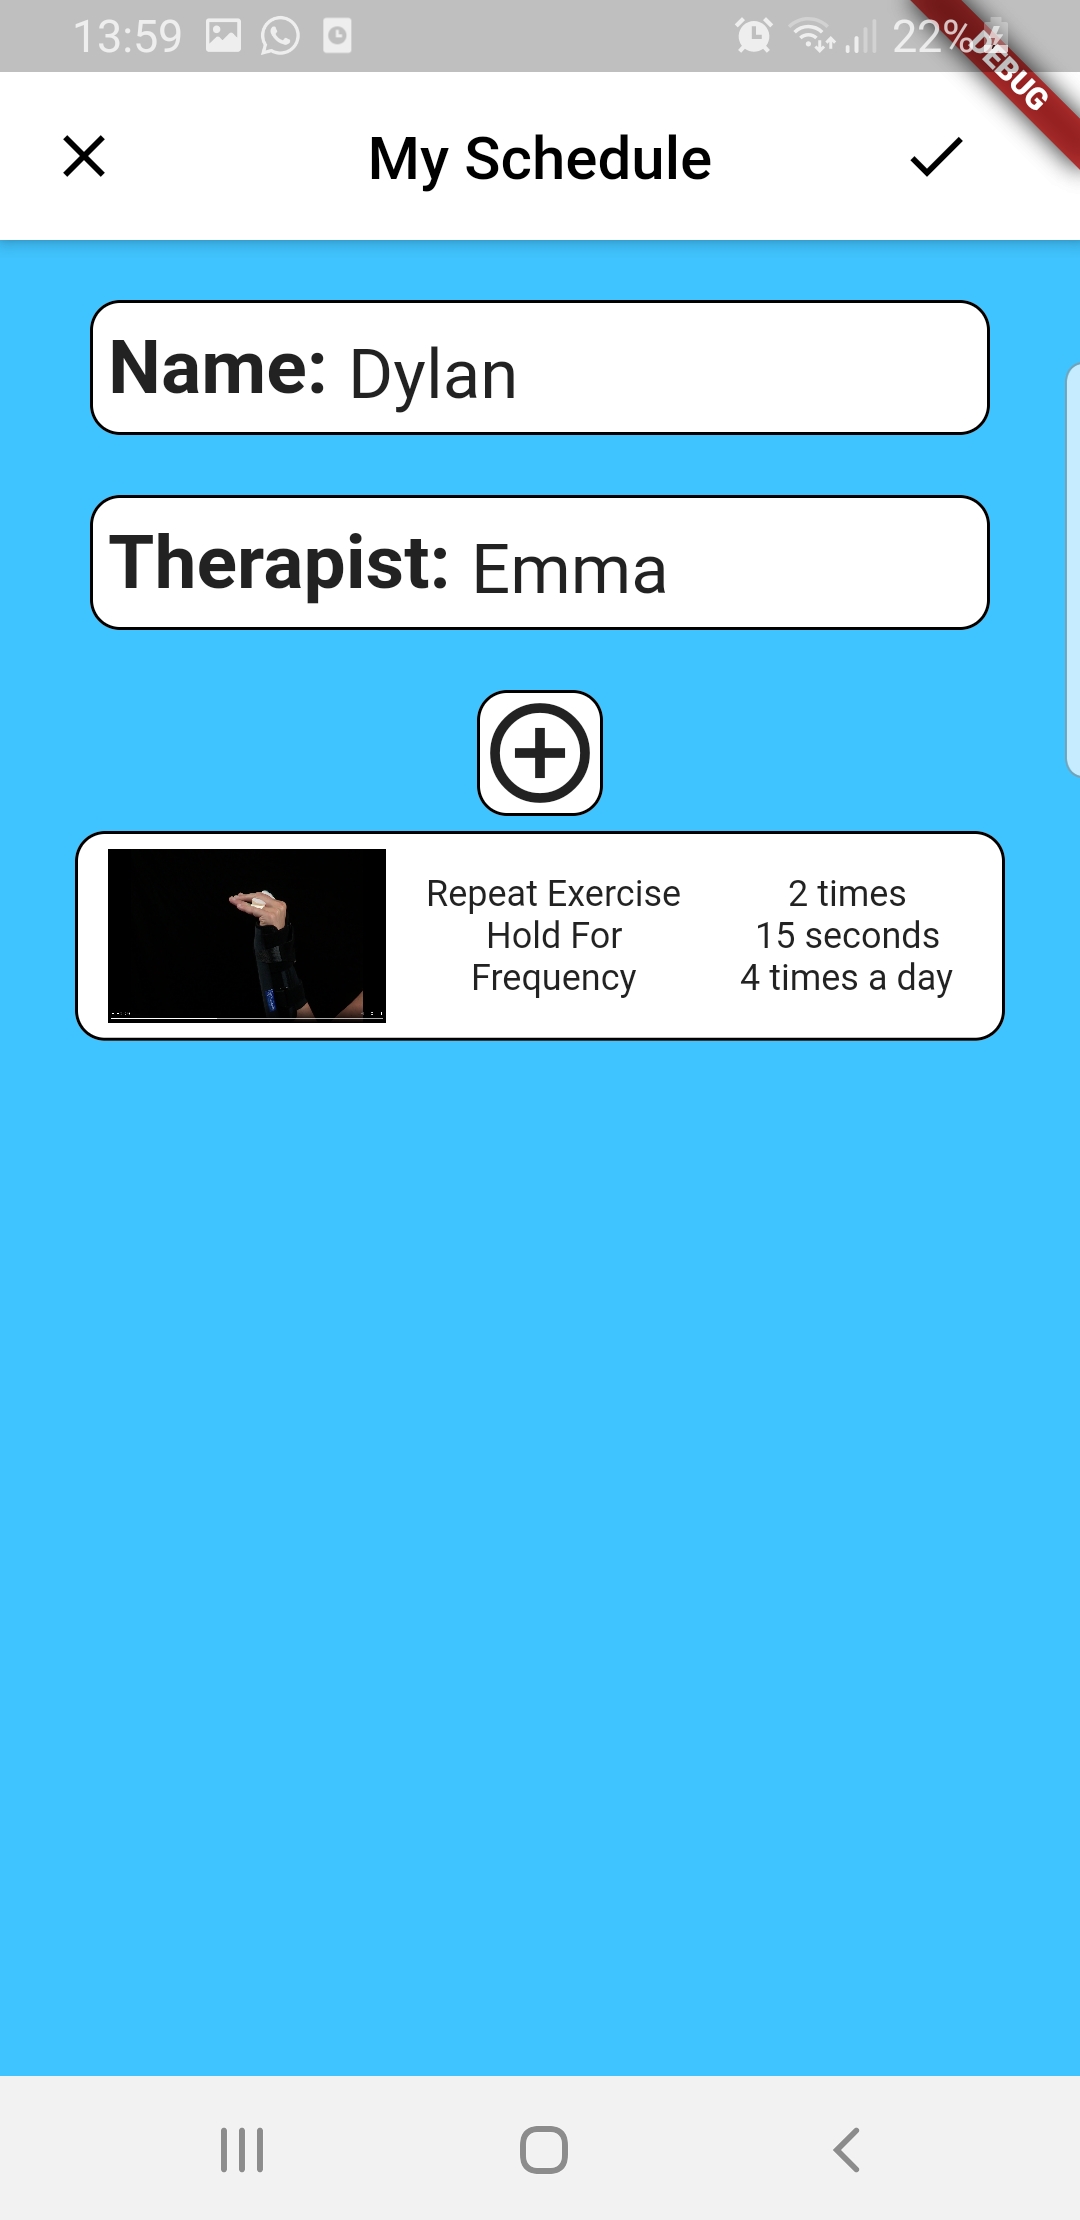 13:59
22%
DEBUG
My Schedule
Name: Dylan
Therapist: Emma
Repeat Exercise 2 times
Hold For 15 seconds
Frequency 4 times a day